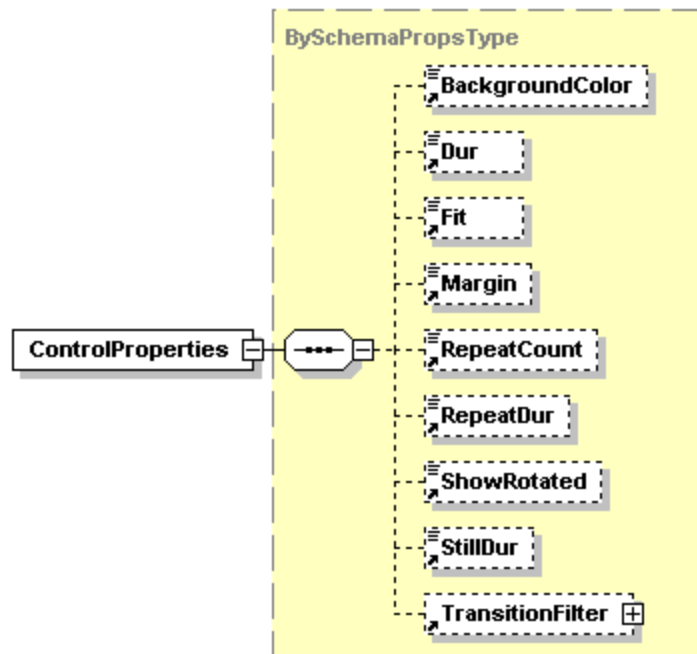 BySchemaPropsType
BackgroundColor
Dur
Fit
Margin
ControlProperties
RepeatCount
RepeatDur
ShowRotated
StillDur
TransitionFilter